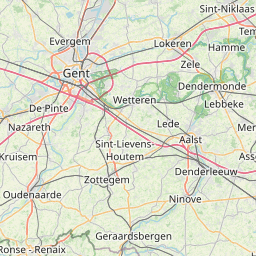 Sint-Niklaas
Evergem
Lokeren
Hamme
Zele
Gent
Dendermonde
Wetteren
Lebbeke
De Pinte
Lede
Nazareth
Aalst
Sint-Lievens-
Houtem
Kruisem
Denderleeuw
Zottegem
Oudenaarde
Ninove
Geraardsbergen
Ronse - Renaix